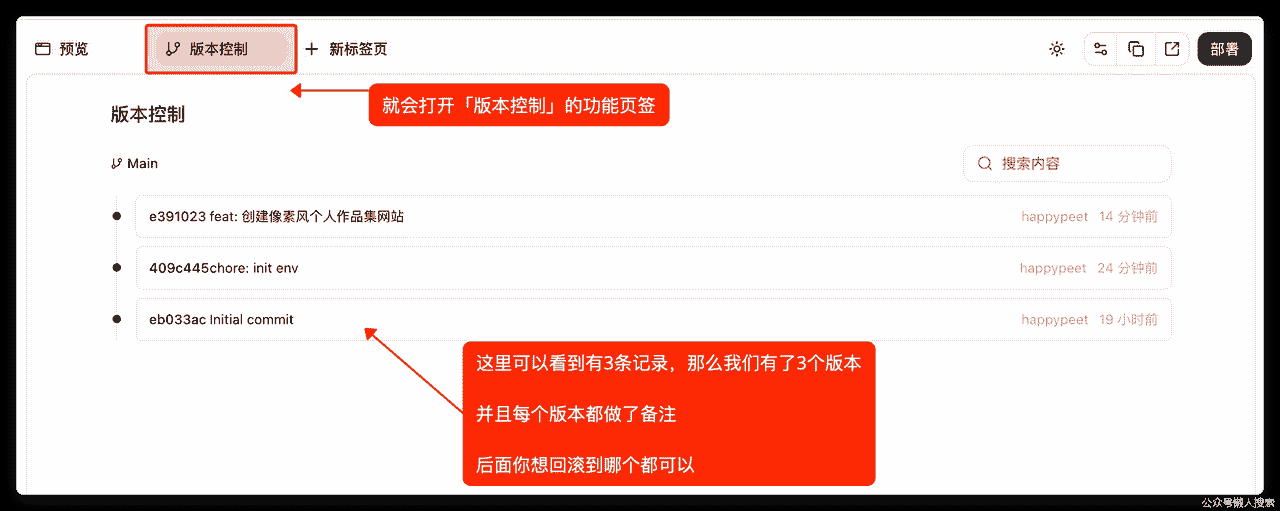 预览
版本控制
新标签页
部署
就会打开「版本控制」的功能页签
版本控制
Main
搜索内容
e391023 feat: 创建像素风个人作品集网站
happypeet 14 分钟前
409c445chore: init env
happypeet 24 分钟前
eb033ac Initial commit
happypeet 19 小时前
这里可以看到有3条记录，那么我们有了3个版本
并且每个版本都做了备注
后面你想回滚到哪个都可以
公众号懒人搜索